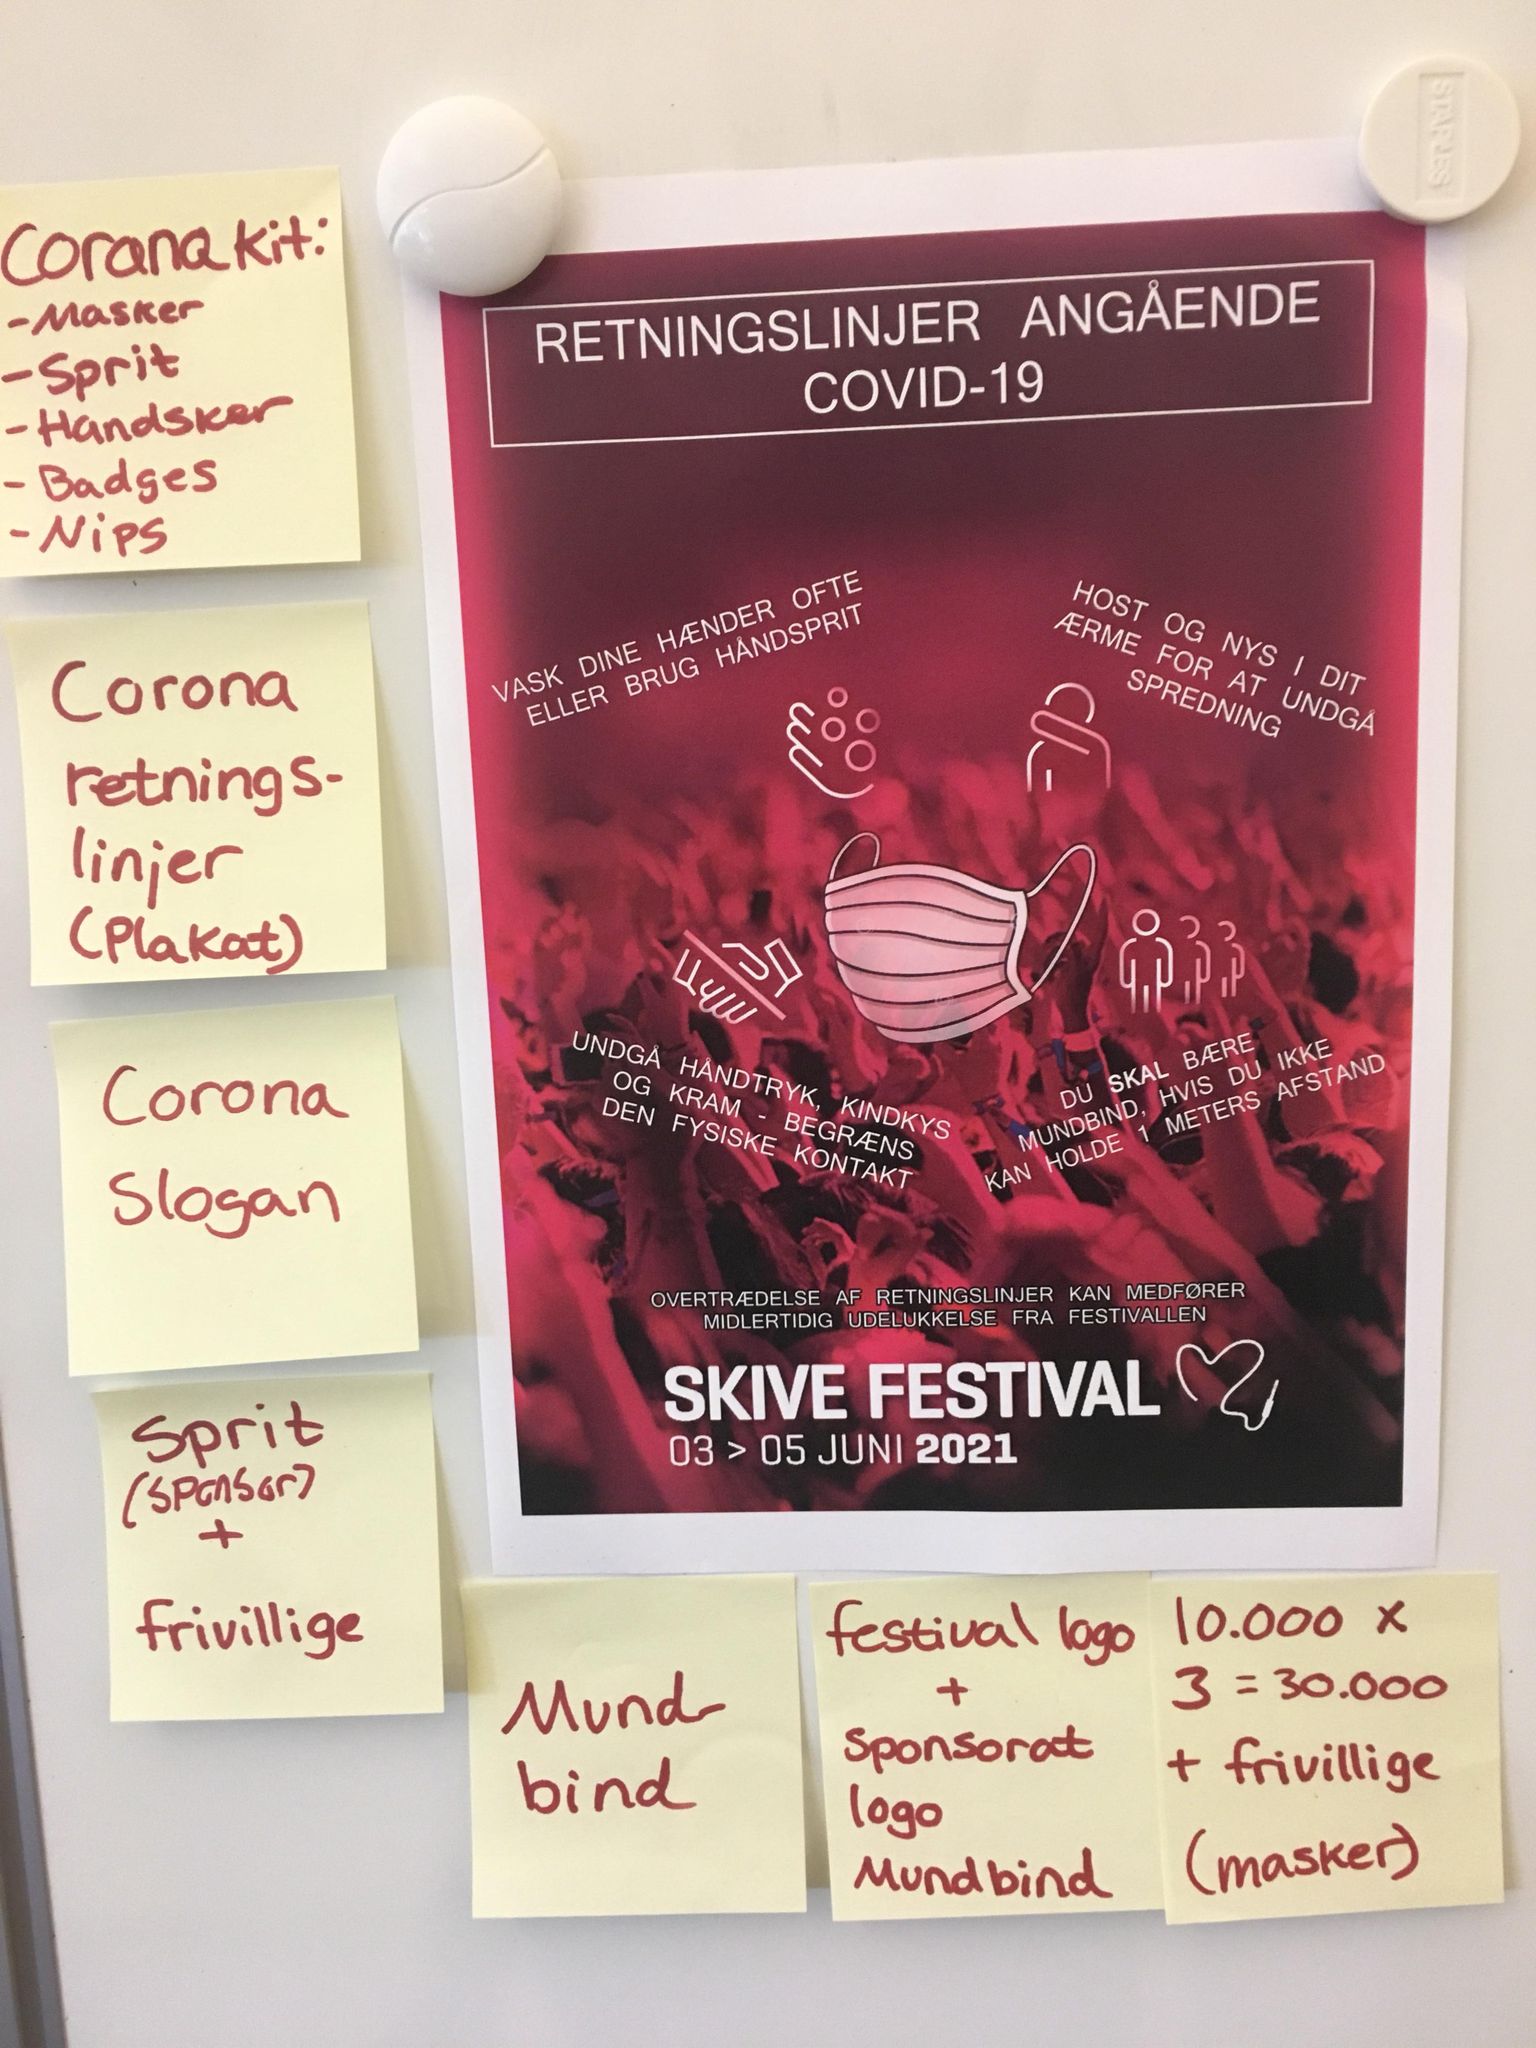 STAPLES
Corona kit:
- Masker
- Sprit
- Handsker
- Badges
- Nips
Corona
retnings-
linjer
(Plakat)
Corona
Slogan
Sprit
(sponsor)
+
frivillige
RETNINGSLINJER ANGÅENDE
COVID-19
VASK DINE HÆNDER OFTE
ELLER BRUG HÅNDSPRIT
HOST OG NYS I DIT
ÆRME FOR AT UNDGÅ
SPREDNING
UNDGÅ HÅNDTRYK, KINDKYS
OG KRAM - BEGRÆNS
DEN FYSISKE KONTAKT
DU SKAL BÆRE
MUNDBIND, HVIS DU IKKE
KAN HOLDE 1 METERS AFSTAND
OVERTRÆDELSE AF RETNINGSLINJER KAN MEDFØRER
MIDLERTIDIG UDELUKKELSE FRA FESTIVALLEN
SKIVE FESTIVAL
03 > 05 JUNI 2021
Mund-
bind
festival logo
+
sponsorat
logo
Mundbind
10.000 x
3 = 30.000
+ frivillige
(masker)